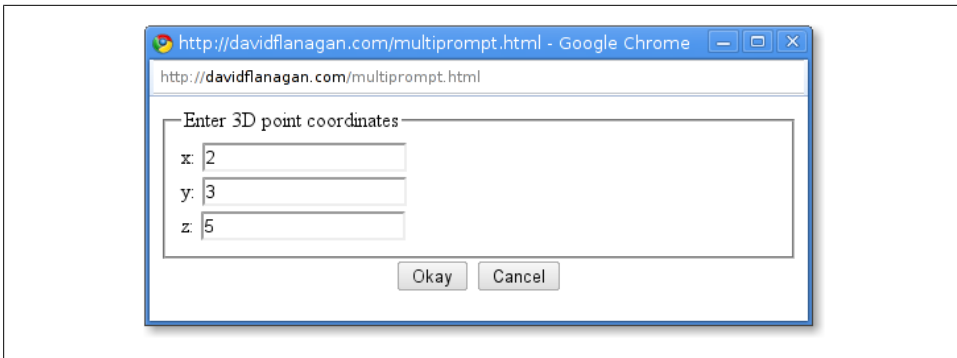 http://davidflanagan.com/multiprompt.html - Google Chrome
http://davidflanagan.com/multiprompt.html
Enter 3D point coordinates
x: 2
y: 3
z: 5
Okay Cancel